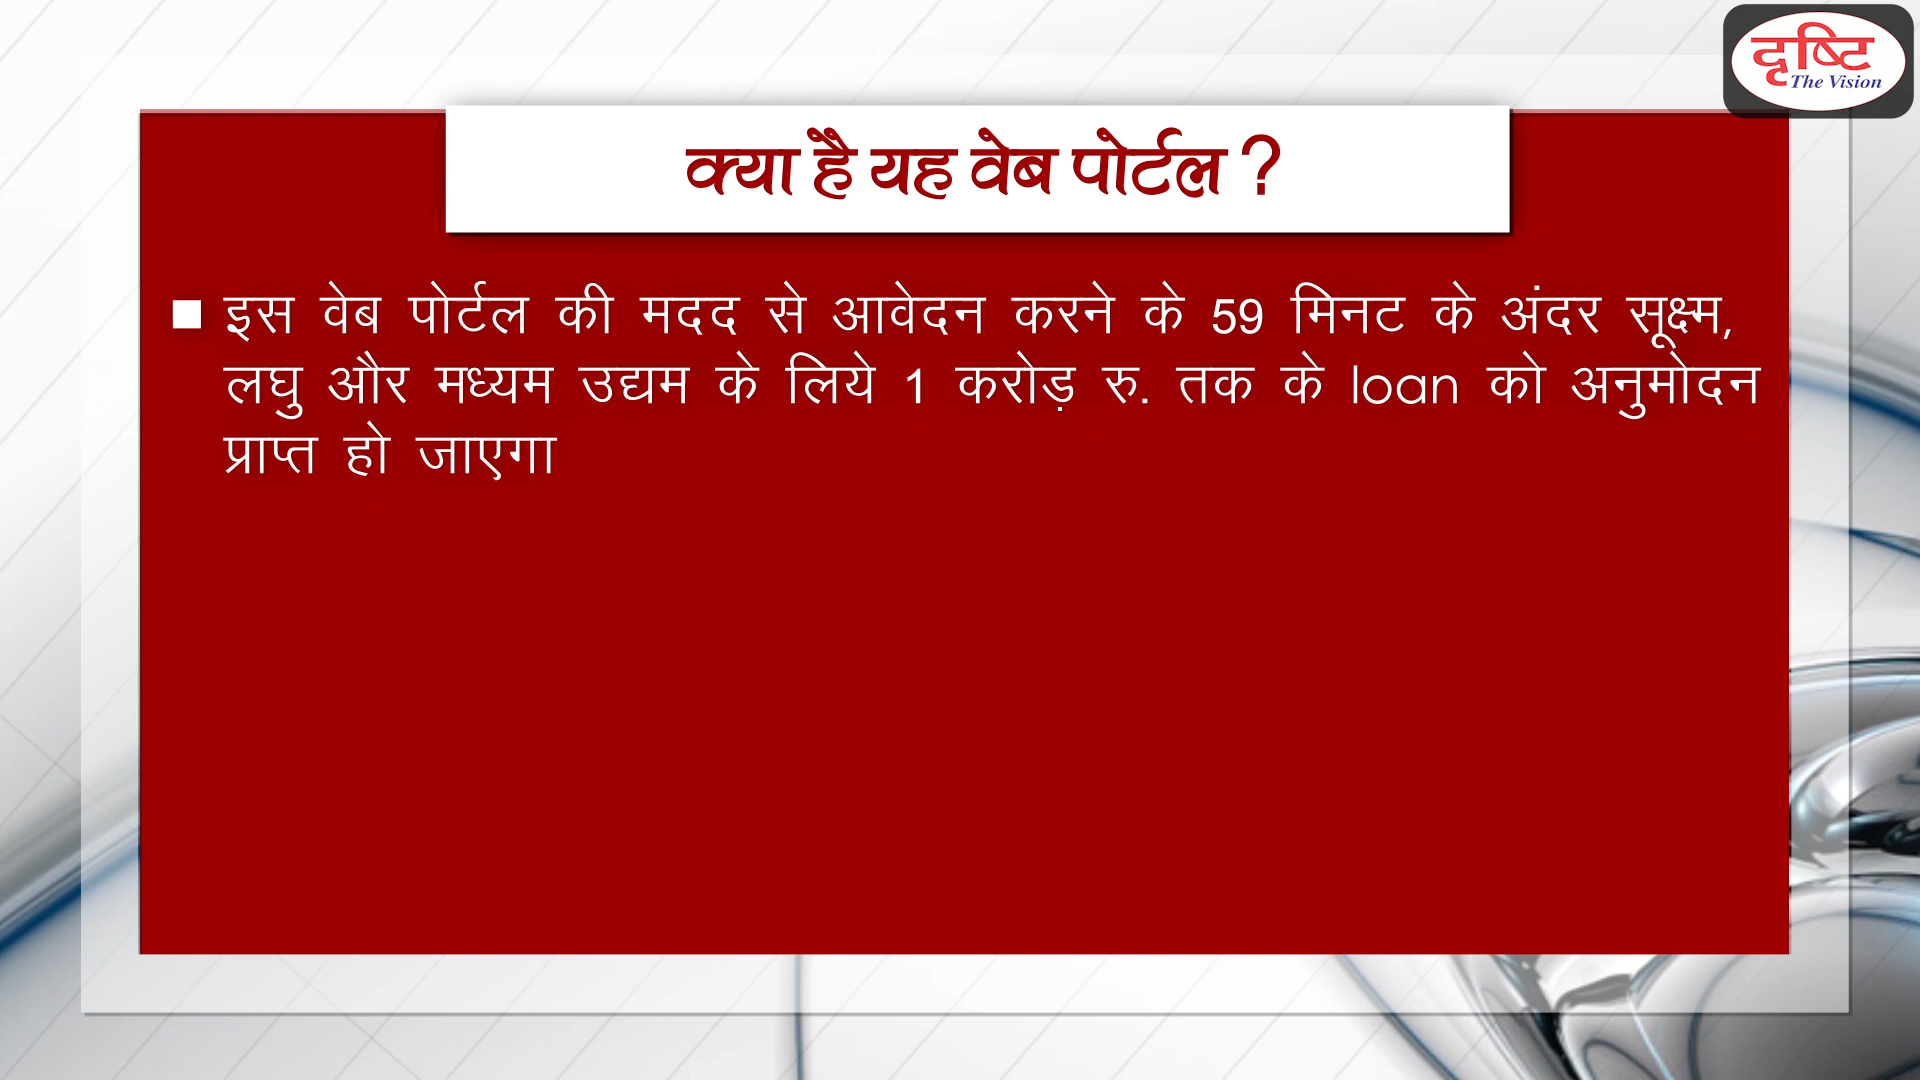 दृष्टि
The Vision
क्या है यह वेब पोर्टल ?
■ इस वेब पोर्टल की मदद से आवेदन करने के 59 मिनट के अंदर सूक्ष्म,
लघु और मध्यम उद्यम के लिये 1 करोड़ रु. तक के loan को अनुमोदन
प्राप्त हो जाएगा